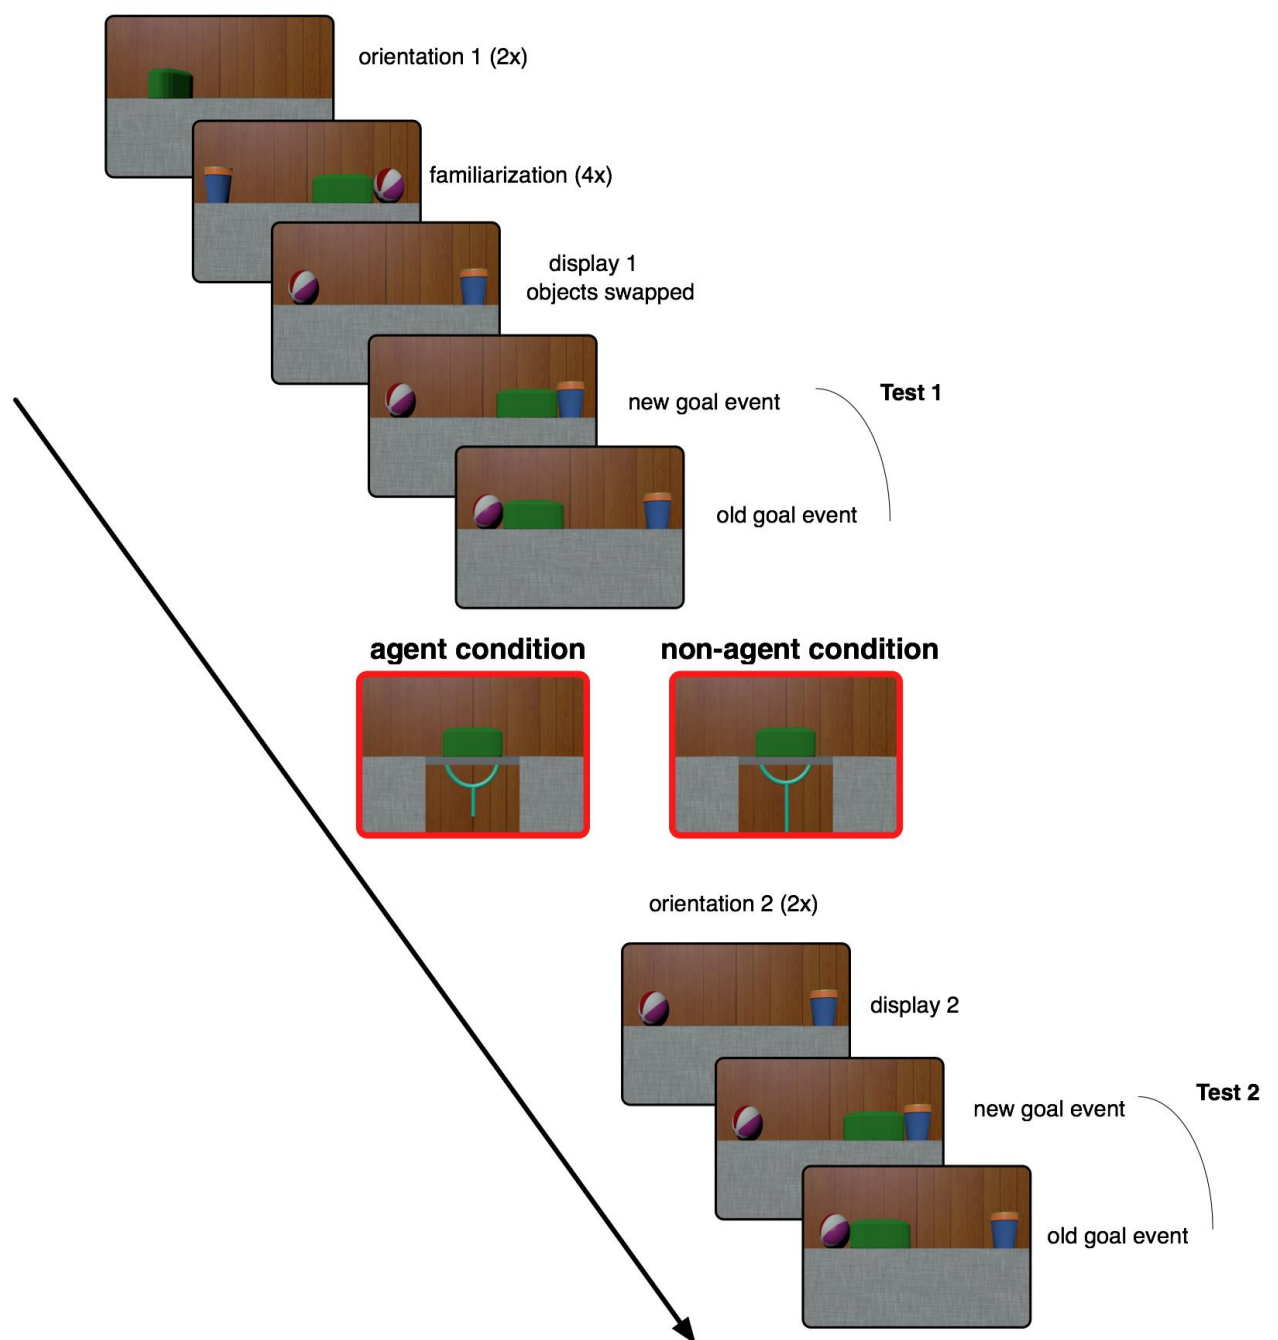 orientation 1 (2x)
familiarization (4x)
display 1
objects swapped
new goal event
Test 1
old goal event
agent condition
non-agent condition
orientation 2 (2x)
display 2
new goal event
Test 2
old goal event